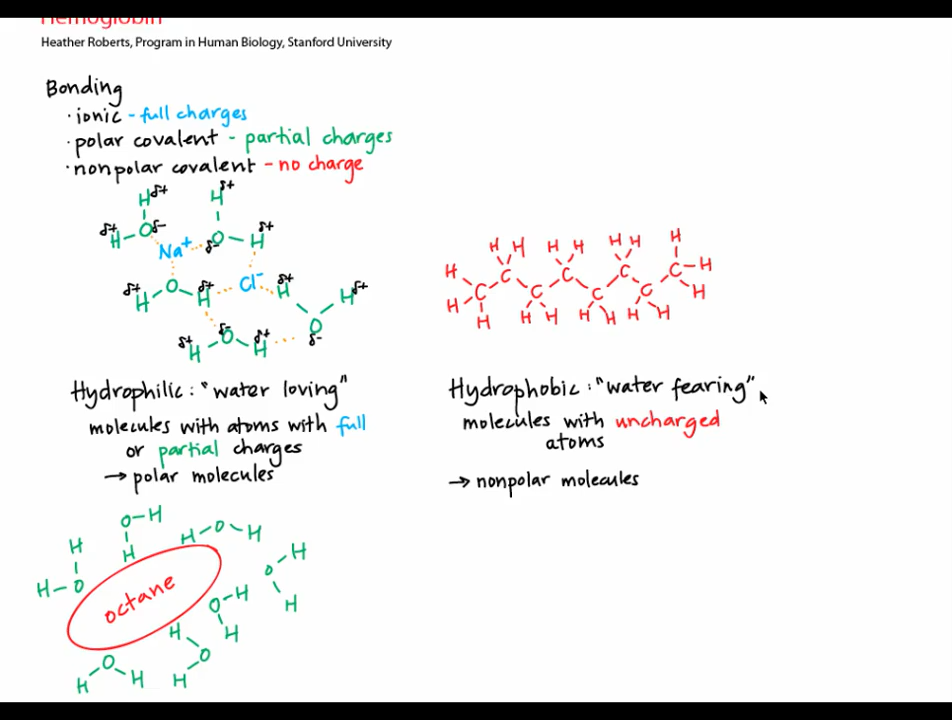 Hemoglobin
Heather Roberts, Program in Human Biology, Stanford University
Bonding
· ionic - full charges
· polar covalent - partial charges
· nonpolar covalent - no charge
H δ+ H δ+
δ+ H O δ- Na+ δ- O H δ+
δ+ H O H δ+ Cl- δ+ H H δ+
δ+ H δ- O H δ+ O δ-
H H H H H H H
H C C C C H
H C C C C H
H H H H H H H
Hydrophilic: "water loving"
molecules with atoms with full
or partial charges
→ polar molecules
Hydrophobic: "water fearing"
molecules with uncharged
atoms
→ nonpolar molecules
O-H
H H H-O-H
H-O octane O-H
H
O-H
H H
O O
H H H